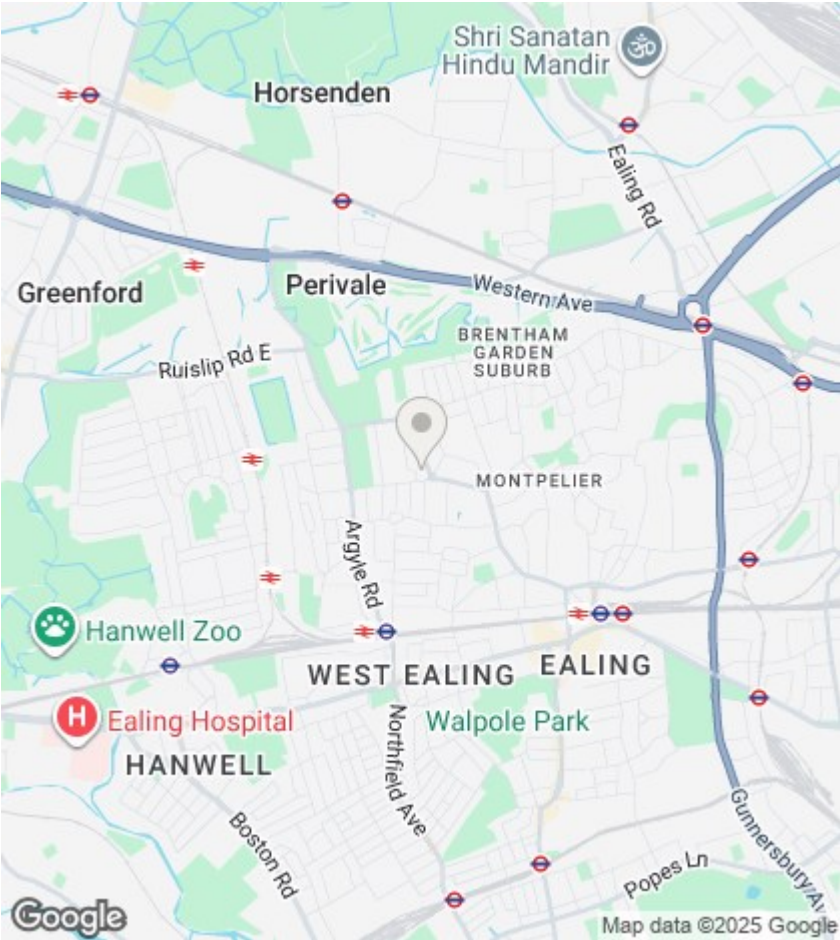 Shri Sanatan
Hindu Mandir
Horsenden
Ealing Rd
Greenford
Perivale
Western Ave
BRENTHAM
GARDEN
SUBURB
Ruislip Rd E
MONTPELIER
Argyle Rd
Hanwell Zoo
WEST EALING
EALING
H
Ealing Hospital
Walpole Park
HANWELL
Northfield Ave
Boston Rd
Gunnersbury Av
Popes Ln
Google
Map data ©2025 Google